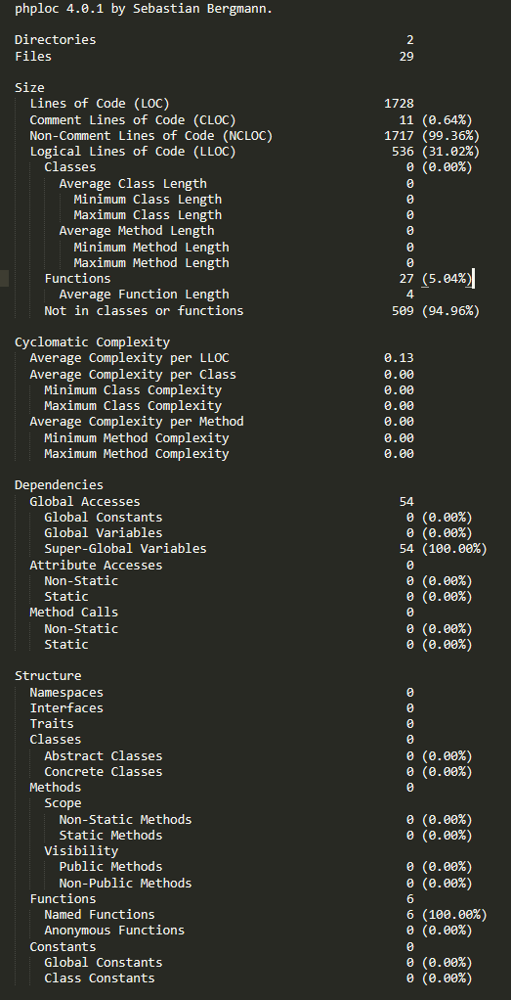 phploc 4.0.1 by Sebastian Bergmann.
Directories 2
Files 29
Size
Lines of Code (LOC) 1728
Comment Lines of Code (CLOC) 11 (0.64%)
Non-Comment Lines of Code (NCLOC) 1717 (99.36%)
Logical Lines of Code (LLOC) 536 (31.02%)
Classes 0 (0.00%)
Average Class Length 0
Minimum Class Length 0
Maximum Class Length 0
Average Method Length 0
Minimum Method Length 0
Maximum Method Length 0
Functions 27 (5.04%)
Average Function Length 4
Not in classes or functions 509 (94.96%)
Cyclomatic Complexity
Average Complexity per LLOC 0.13
Average Complexity per Class 0.00
Minimum Class Complexity 0.00
Maximum Class Complexity 0.00
Average Complexity per Method 0.00
Minimum Method Complexity 0.00
Maximum Method Complexity 0.00
Dependencies
Global Accesses 54
Global Constants 0 (0.00%)
Global Variables 0 (0.00%)
Super-Global Variables 54 (100.00%)
Attribute Accesses 0
Non-Static 0 (0.00%)
Static 0 (0.00%)
Method Calls 0
Non-Static 0 (0.00%)
Static 0 (0.00%)
Structure
Namespaces 0
Interfaces 0
Traits 0
Classes 0
Abstract Classes 0 (0.00%)
Concrete Classes 0 (0.00%)
Methods 0
Scope
Non-Static Methods 0 (0.00%)
Static Methods 0 (0.00%)
Visibility
Public Methods 0 (0.00%)
Non-Public Methods 0 (0.00%)
Functions 6
Named Functions 6 (100.00%)
Anonymous Functions 0 (0.00%)
Constants 0
Global Constants 0 (0.00%)
Class Constants 0 (0.00%)